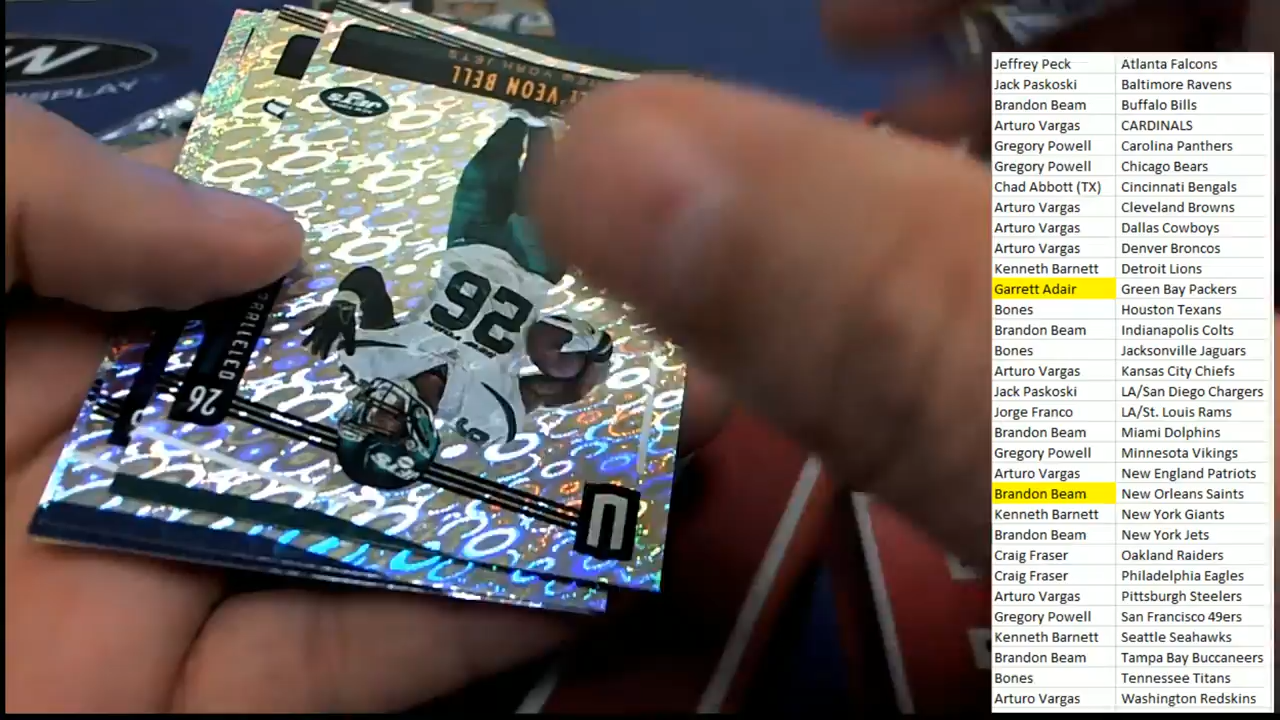 DISPLAY
NEW YORK JETS
VEON BELL
JETS
26
PARALLELED
26
U
Jeffrey Peck Atlanta Falcons
Jack Paskoski Baltimore Ravens
Brandon Beam Buffalo Bills
Arturo Vargas CARDINALS
Gregory Powell Carolina Panthers
Gregory Powell Chicago Bears
Chad Abbott (TX) Cincinnati Bengals
Arturo Vargas Cleveland Browns
Arturo Vargas Dallas Cowboys
Arturo Vargas Denver Broncos
Kenneth Barnett Detroit Lions
Garrett Adair Green Bay Packers
Bones Houston Texans
Brandon Beam Indianapolis Colts
Bones Jacksonville Jaguars
Arturo Vargas Kansas City Chiefs
Jack Paskoski LA/San Diego Chargers
Jorge Franco LA/St. Louis Rams
Brandon Beam Miami Dolphins
Gregory Powell Minnesota Vikings
Arturo Vargas New England Patriots
Brandon Beam New Orleans Saints
Kenneth Barnett New York Giants
Brandon Beam New York Jets
Craig Fraser Oakland Raiders
Craig Fraser Philadelphia Eagles
Arturo Vargas Pittsburgh Steelers
Gregory Powell San Francisco 49ers
Kenneth Barnett Seattle Seahawks
Brandon Beam Tampa Bay Buccaneers
Bones Tennessee Titans
Arturo Vargas Washington Redskins